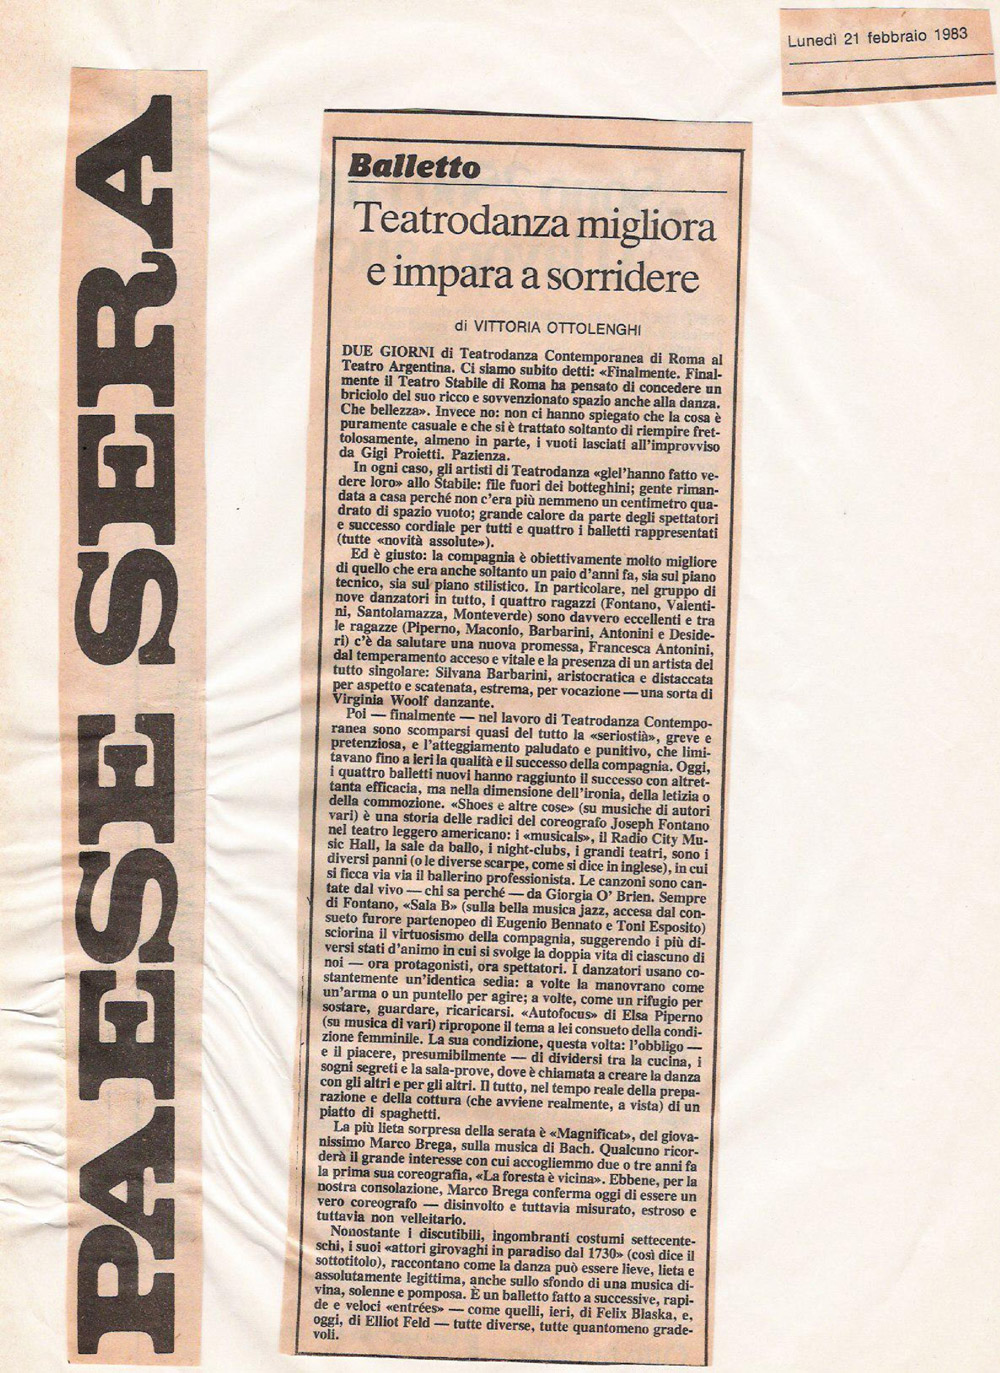 Lunedì 21 febbraio 1983
PAESE SERA
Balletto
Teatrodanza migliora
e impara a sorridere
di VITTORIA OTTOLENGHI
DUE GIORNI di Teatrodanza Contemporanea di Roma al
Teatro Argentina. Ci siamo subito detti: «Finalmente. Final-
mente il Teatro Stabile di Roma ha pensato di concedere un
briciolo del suo ricco e sovvenzionato spazio anche alla danza.
Che bellezza». Invece no: non ci hanno spiegato che la cosa è
puramente casuale e che si è trattato soltanto di riempire fret-
tolosamente, almeno in parte, i vuoti lasciati all'improvviso
da Gigi Proietti. Pazienza.
In ogni caso, gli artisti di Teatrodanza «glel'hanno fatto ve-
dere loro» allo Stabile: file fuori dei botteghini; gente riman-
data a casa perché non c'era più nemmeno un centimetro qua-
drato di spazio vuoto; grande calore da parte degli spettatori
e successo cordiale per tutti e quattro i balletti rappresentati
(tutte «novità assolute»).
Ed è giusto: la compagnia è obiettivamente molto migliore
di quello che era anche soltanto un paio d'anni fa, sia sul piano
tecnico, sia sul piano stilistico. In particolare, nel gruppo di
nove danzatori in tutto, i quattro ragazzi (Fontano, Valenti-
ni, Santolamazza, Monteverde) sono davvero eccellenti e tra
le ragazze (Piperno, Maconio, Barbarini, Antonini e Deside-
ri) c'è da salutare una nuova promessa, Francesca Antonini,
dal temperamento acceso e vitale e la presenza di un artista del
tutto singolare: Silvana Barbarini, aristocratica e distaccata
per aspetto e scatenata, estrema, per vocazione — una sorta di
Virginia Woolf danzante.
Poi — finalmente — nel lavoro di Teatrodanza Contempo-
ranea sono scomparsi quasi del tutto la «seriostià», greve e
pretenziosa, e l'atteggiamento paludato e punitivo, che limi-
tavano fino a ieri la qualità e il successo della compagnia. Oggi,
i quattro balletti nuovi hanno raggiunto il successo con altret-
tanta efficacia, ma nella dimensione dell'ironia, della letizia o
della commozione. «Shoes e altre cose» (su musiche di autori
vari) è una storia delle radici del coreografo Joseph Fontano
nel teatro leggero americano: i «musicals», il Radio City Mu-
sic Hall, la sale da ballo, i night-clubs, i grandi teatri, sono i
diversi panni (o le diverse scarpe, come si dice in inglese), in cui
si ficca via via il ballerino professionista. Le canzoni sono can-
tate dal vivo — chi sa perché — da Giorgia O' Brien. Sempre
di Fontano, «Sala B» (sulla bella musica jazz, accesa dal con-
sueto furore partenopeo di Eugenio Bennato e Toni Esposito)
sciorina il virtuosismo della compagnia, suggerendo i più di-
versi stati d'animo in cui si svolge la doppia vita di ciascuno di
noi — ora protagonisti, ora spettatori. I danzatori usano co-
stantemente un'identica sedia: a volte la manovrano come
un'arma o un puntello per agire; a volte, come un rifugio per
sostare, guardare, ricaricarsi. «Autofocus» di Elsa Piperno
(su musica di vari) ripropone il tema a lei consueto della condi-
zione femminile. La sua condizione, questa volta: l'obbligo —
e il piacere, presumibilmente — di dividersi tra la cucina, i
sogni segreti e la sala-prove, dove è chiamata a creare la danza
con gli altri e per gli altri. Il tutto, nel tempo reale della prepa-
razione e della cottura (che avviene realmente, a vista) di un
piatto di spaghetti.
La più lieta sorpresa della serata è «Magnificat», del giova-
nissimo Marco Brega, sulla musica di Bach. Qualcuno ricor-
derà il grande interesse con cui accogliemmo due o tre anni fa
la prima sua coreografia, «La foresta è vicina». Ebbene, per la
nostra consolazione, Marco Brega conferma oggi di essere un
vero coreografo — disinvolto e tuttavia misurato, estroso e
tuttavia non velleitario.
Nonostante i discutibili, ingombranti costumi settecente-
schi, i suoi «attori girovaghi in paradiso dal 1730» (così dice il
sottotitolo), raccontano come la danza può essere lieve, lieta e
assolutamente legittima, anche sullo sfondo di una musica di-
vina, solenne e pomposa. È un balletto fatto a successive, rapi-
de e veloci «entrées» — come quelli, ieri, di Felix Blaska, e,
oggi, di Elliot Feld — tutte diverse, tutte quantomeno grade-
voli.